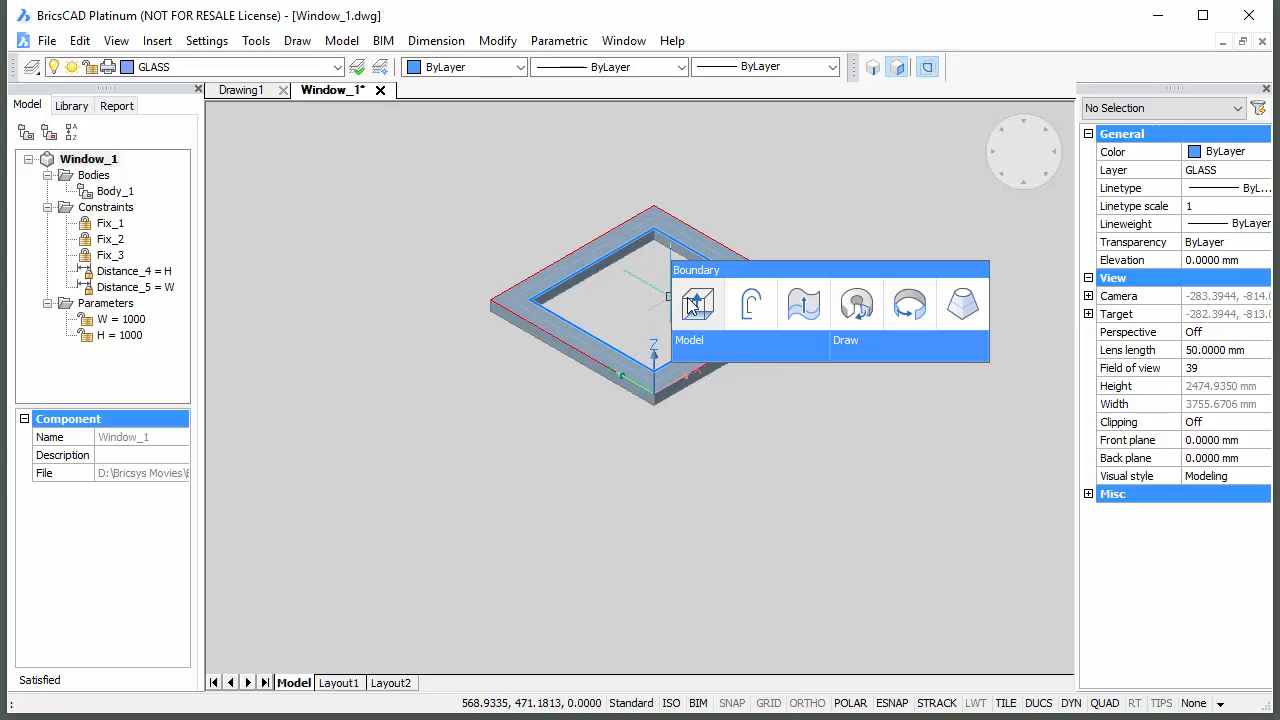 BricsCAD Platinum (NOT FOR RESALE License) - [Window_1.dwg]
File Edit View Insert Settings Tools Draw Model BIM Dimension Modify Parametric Window Help
GLASS ByLayer ByLayer ByLayer
Drawing1 Window_1*
Model Library Report
Window_1
Bodies
Body_1
Constraints
Fix_1
Fix_2
Fix_3
Distance_4 = H
Distance_5 = W
Parameters
W = 1000
H = 1000
Component
Name Window_1
Description
File D:\Bricsys Movies\
Satisfied
Boundary
Model Draw
Z
No Selection
General
Color ByLayer
Layer GLASS
Linetype ByL...
Linetype scale 1
Lineweight ByLayer
Transparency ByLayer
Elevation 0.0000 mm
View
Camera -283.3944, -814.
Target -282.3942, -813.
Perspective Off
Lens length 50.0000 mm
Field of view 39
Height 2474.9350 mm
Width 3755.6706 mm
Clipping Off
Front plane 0.0000 mm
Back plane 0.0000 mm
Visual style Modeling
Misc
Model Layout1 Layout2
: 568.9335, 471.1813, 0.0000 Standard ISO BIM SNAP GRID ORTHO POLAR ESNAP STRACK LWT TILE DUCS DYN QUAD RT TIPS None